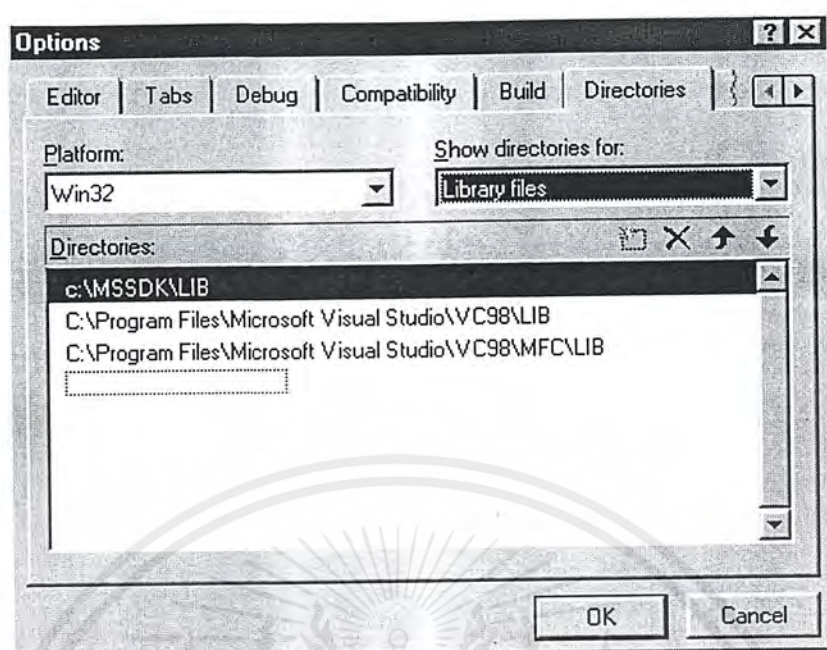 Options
Editor
Tabs
Debug
Compatibility
Build
Directories
Platform:
Show directories for:
Win32
Library files
Directories:
c:\MSSDK\LIB
C:\Program Files\Microsoft Visual Studio\VC98\LIB
C:\Program Files\Microsoft Visual Studio\VC98\MFC\LIB
OK
Cancel